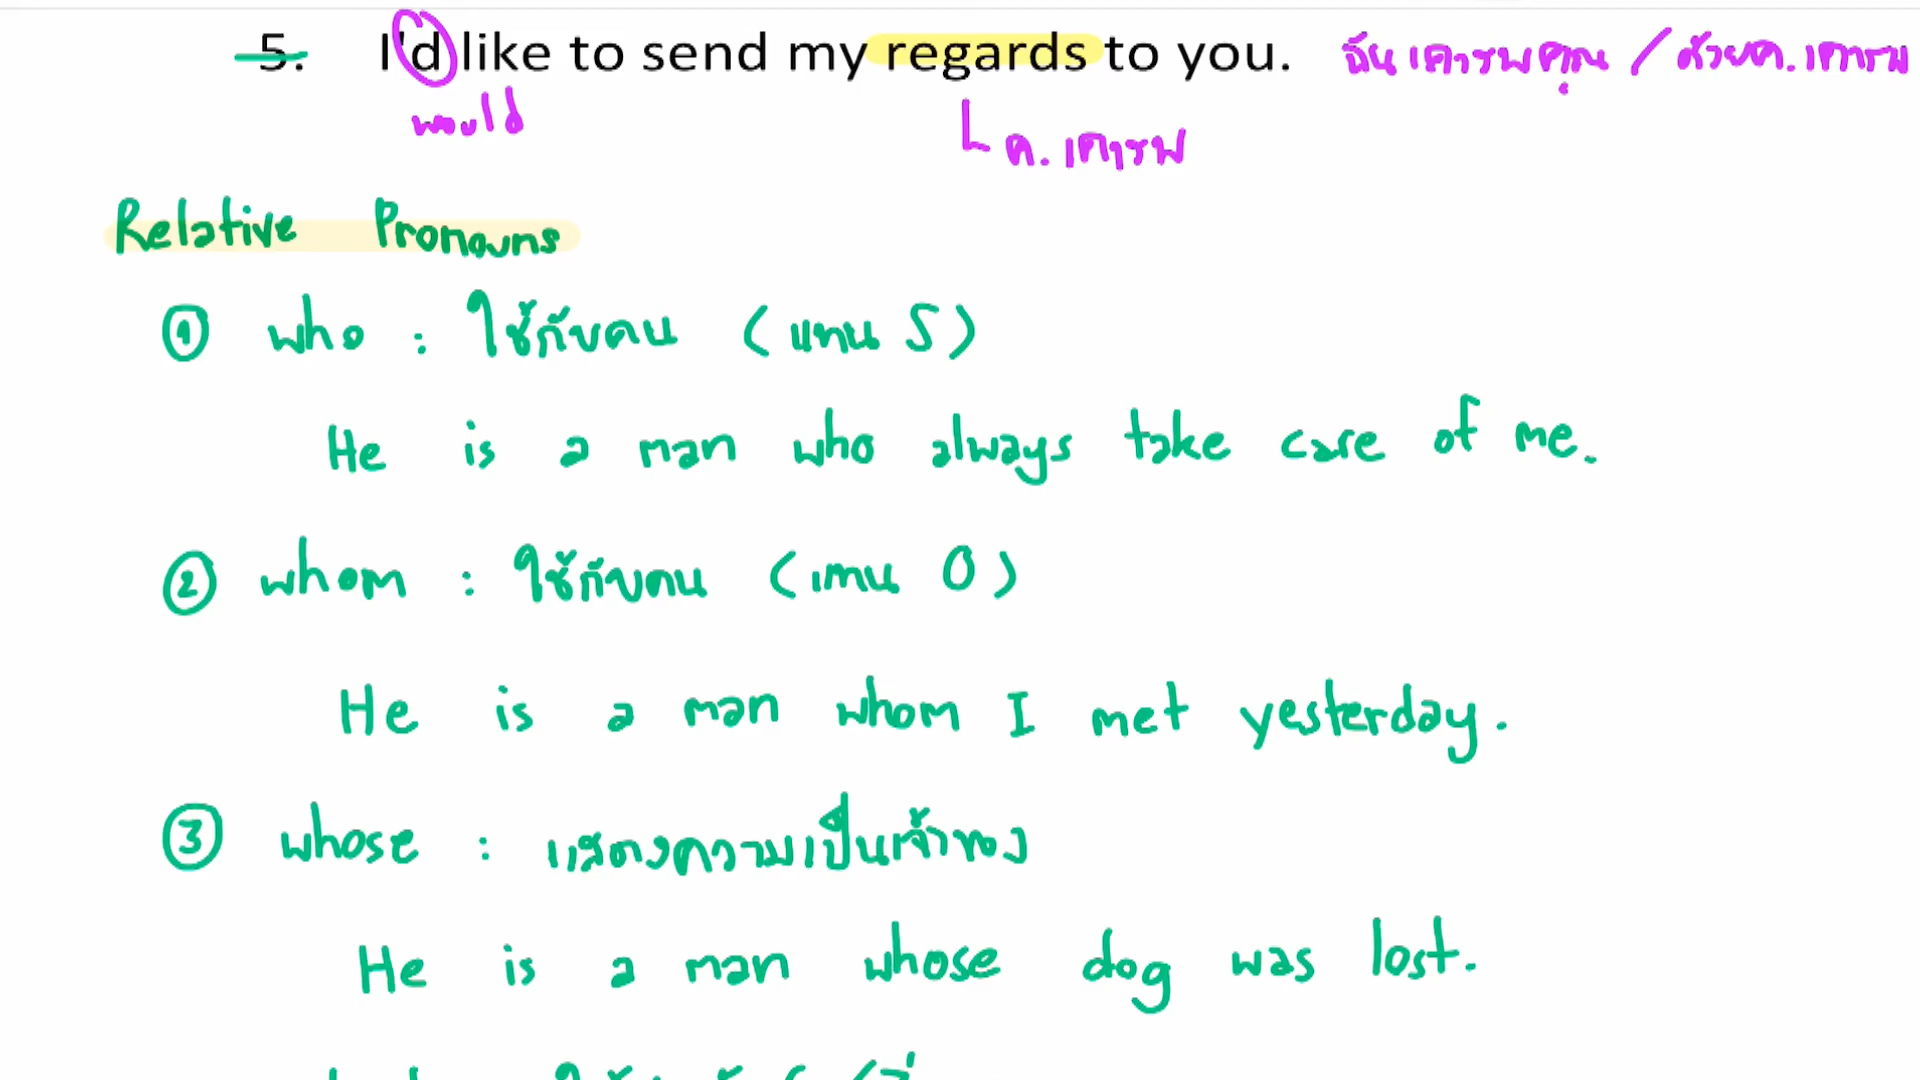 5. I'd like to send my regards to you. ฉันเคารพคุณ / ด้วยค.เคารพ
would
ค.เคารพ
Relative Pronouns
① who : ใช้กับคน (แทน S)
He is a man who always take care of me.
② whom : ใช้กับคน (แทน O)
He is a man whom I met yesterday.
③ whose : แสดงความเป็นเจ้าของ
He is a man whose dog was lost.